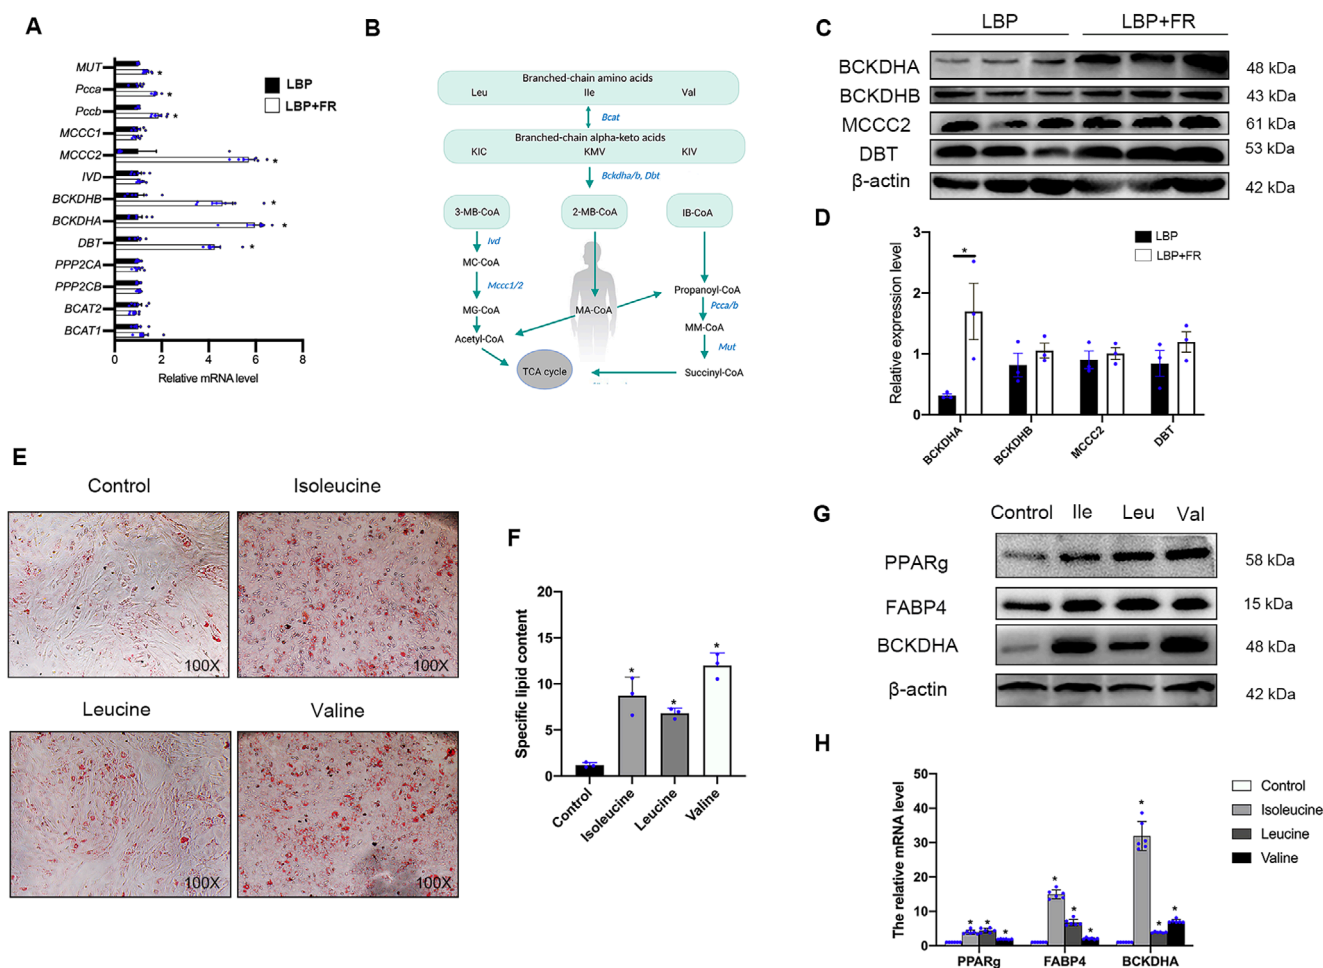 A
MUT
Pcca
Pccb
MCCC1
MCCC2
IVD
BCKDHB
BCKDHA
DBT
PPP2CA
PPP2CB
BCAT2
BCAT1
* * * * * * *
LBP
LBP+FR
0 2 4 6 8
Relative mRNA level
B
Branched-chain amino acids
Leu Ile Val
Bcat
Branched-chain alpha-keto acids
KIC KMV KIV
Bckdha/b, Dbt
3-MB-CoA 2-MB-CoA IB-CoA
Ivd
MC-CoA
Mccc1/2
MG-CoA MA-CoA Propanoyl-CoA
Pcca/b
Acetyl-CoA MM-CoA
Mut
TCA cycle Succinyl-CoA
C
LBP LBP+FR
BCKDHA 48 kDa
BCKDHB 43 kDa
MCCC2 61 kDa
DBT 53 kDa
β-actin 42 kDa
D
Relative expression level
3
2
1
0
*
LBP
LBP+FR
BCKDHA BCKDHB MCCC2 DBT
E
Control Isoleucine
100X 100X
Leucine Valine
100X 100X
F
Specific lipid content
20
15
10
5
0
* * *
Control Isoleucine Leucine Valine
G
Control Ile Leu Val
PPARg 58 kDa
FABP4 15 kDa
BCKDHA 48 kDa
β-actin 42 kDa
H
The relative mRNA level
50
40
30
20
10
0
* * * * * * * * *
Control
Isoleucine
Leucine
Valine
PPARg FABP4 BCKDHA